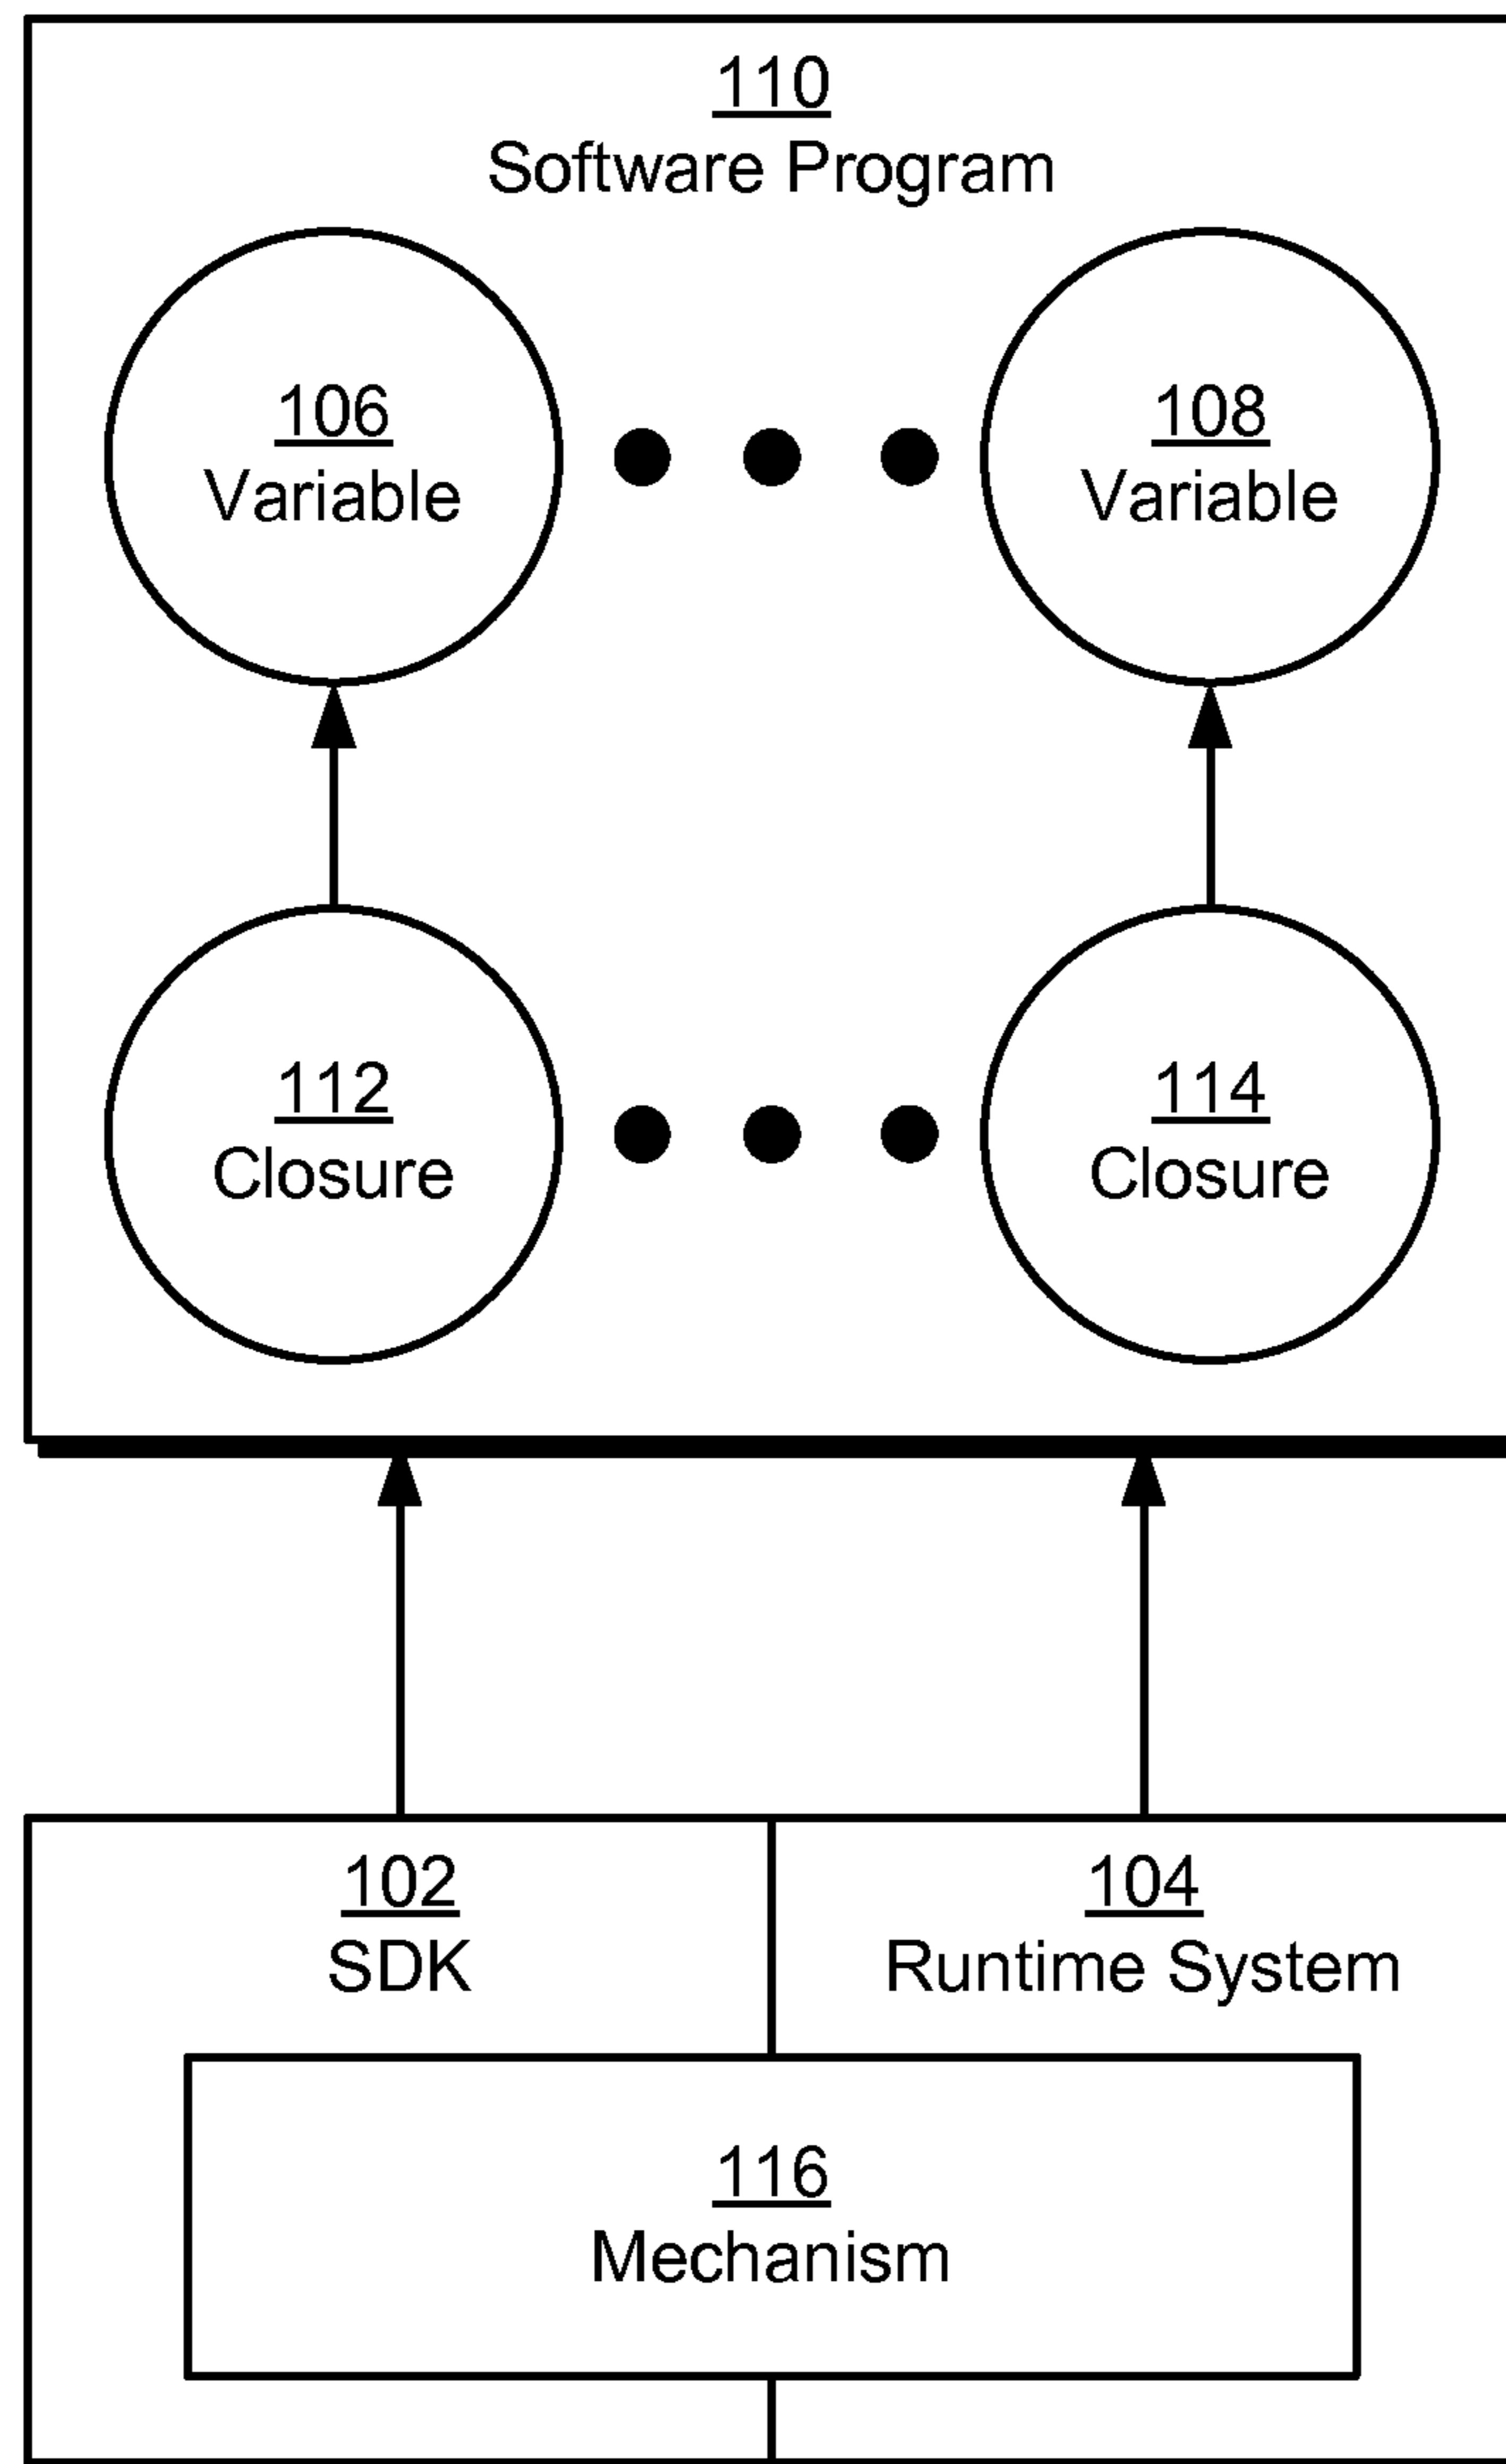 110
Software Program
106
Variable
108
Variable
112
Closure
114
Closure
102
SDK
104
Runtime System
116
Mechanism